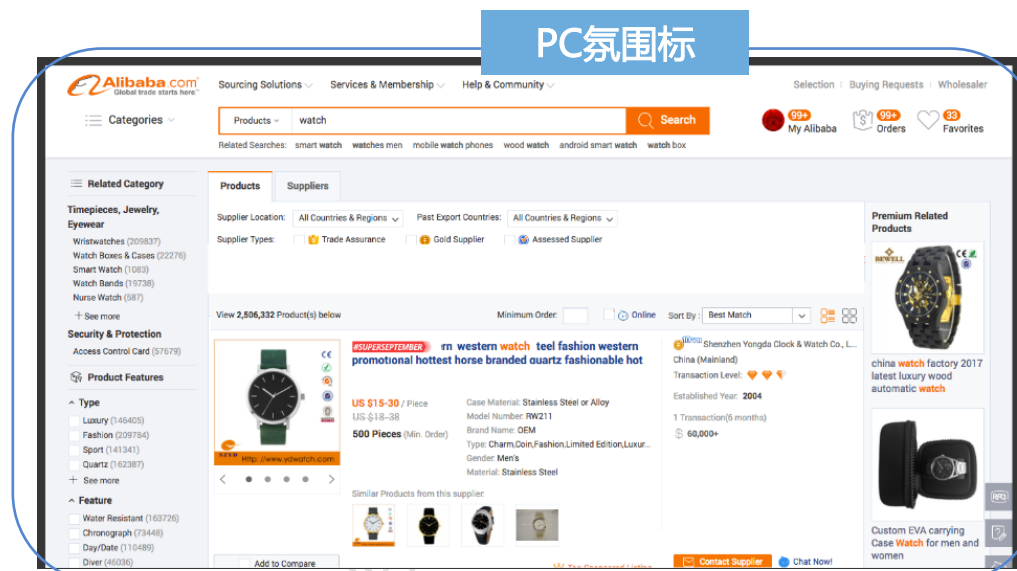 PC氛围标
Alibaba.com
Global trade starts here.™
Sourcing Solutions
Services & Membership
Help & Community
Selection
Buying Requests
Wholesaler
Categories
Products
watch
Search
99+
My Alibaba
99+
Orders
33
Favorites
Related Searches: smart watch watches men mobile watch phones wood watch android smart watch watch box
Related Category
Timepieces, Jewelry,
Eyewear
Wristwatches (209837)
Watch Boxes & Cases (22276)
Smart Watch (1083)
Watch Bands (19738)
Nurse Watch (587)
See more
Security & Protection
Access Control Card (57679)
Product Features
Type
Luxury (146405)
Fashion (209784)
Sport (141341)
Quartz (162387)
See more
Feature
Water Resistant (163726)
Chronograph (73448)
Day/Date (110489)
Diver (46036)
Products
Suppliers
Supplier Location: All Countries & Regions
Past Export Countries: All Countries & Regions
Supplier Types: Trade Assurance Gold Supplier Assessed Supplier
View 2,506,332 Product(s) below
Minimum Order:
Online
Sort By : Best Match
http://www.ydwatch.com
#SUPERSEPTEMBER
rn western watch teel fashion western
promotional hottest horse branded quartz fashionable hot
US $15-30 / Piece
US $18-38
500 Pieces (Min. Order)
Case Material: Stainless Steel or Alloy
Model Number: RW211
Brand Name: OEM
Type: Charm,Coin,Fashion,Limited Edition,Luxur...
Gender: Men's
Material: Stainless Steel
Similar Products from this supplier:
Add to Compare
Shenzhen Yongda Clock & Watch Co., L...
China (Mainland)
Transaction Level:
Established Year: 2004
1 Transaction(6 months)
$ 60,000+
Contact Supplier
Chat Now!
Premium Related
Products
BEWELL
china watch factory 2017
latest luxury wood
automatic watch
Custom EVA carrying
Case Watch for men and
women
RFQ